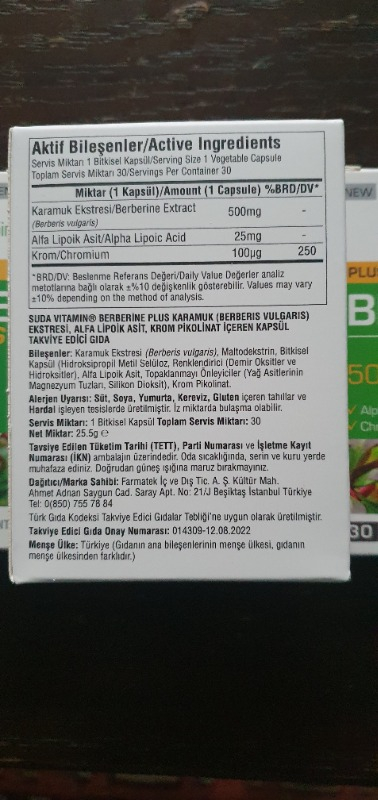 Aktif Bileşenler/Active Ingredients
Servis Miktarı 1 Bitkisel Kapsül/Serving Size 1 Vegetable Capsule
Toplam Servis Miktarı 30/Servings Per Container 30
Miktar (1 Kapsül)/Amount (1 Capsule) %BRD/DV*
Karamuk Ekstresi/Berberine Extract 500mg -
(Berberis vulgaris)
Alfa Lipoik Asit/Alpha Lipoic Acid 25mg -
Krom/Chromium 100µg 250
*BRD/DV: Beslenme Referans Değeri/Daily Value Değerler analiz
metotlarına bağlı olarak ±%10 değişkenlik gösterebilir. Values may vary
±10% depending on the method of analysis.
SUDA VITAMIN® BERBERINE PLUS KARAMUK (BERBERIS VULGARIS)
EKSTRESİ, ALFA LİPOİK ASİT, KROM PİKOLİNAT İÇEREN KAPSÜL
TAKVİYE EDİCİ GIDA
Bileşenler: Karamuk Ekstresi (Berberis vulgaris), Maltodekstrin, Bitkisel
Kapsül (Hidroksipropil Metil Selüloz, Renklendirici (Demir Oksitler ve
Hidroksitler), Alfa Lipoik Asit, Topaklanmayı Önleyiciler (Yağ Asitlerinin
Magnezyum Tuzları, Silikon Dioksit), Krom Pikolinat.
Alerjen Uyarısı: Süt, Soya, Yumurta, Kereviz, Gluten içeren tahıllar ve
Hardal işleyen tesislerde üretilmiştir. İz miktarda bulaşma olabilir.
Servis Miktarı: 1 Bitkisel Kapsül Toplam Servis Miktarı: 30
Net Miktar: 25.5g ℮
Tavsiye Edilen Tüketim Tarihi (TETT), Parti Numarası ve İşletme Kayıt
Numarası (İKN) ambalajın üzerindedir. Oda sıcaklığında, serin ve kuru yerde
muhafaza ediniz. Doğrudan güneş ışığına maruz bırakmayınız.
Dağıtıcı/Marka Sahibi: Farmatek İç ve Dış Tic. A. Ş. Kültür Mah.
Ahmet Adnan Saygun Cad. Saray Apt. No: 21/J Beşiktaş İstanbul Türkiye
Tel: 0(850) 755 78 84
Türk Gıda Kodeksi Takviye Edici Gıdalar Tebliği'ne uygun olarak üretilmiştir.
Takviye Edici Gıda Onay Numarası: 014309-12.08.2022
Menşe Ülke: Türkiye (Gıdanın ana bileşenlerinin menşe ülkesi, gıdanın
menşe ülkesinden farklıdır.)
NEW
PLUS
B
50
30